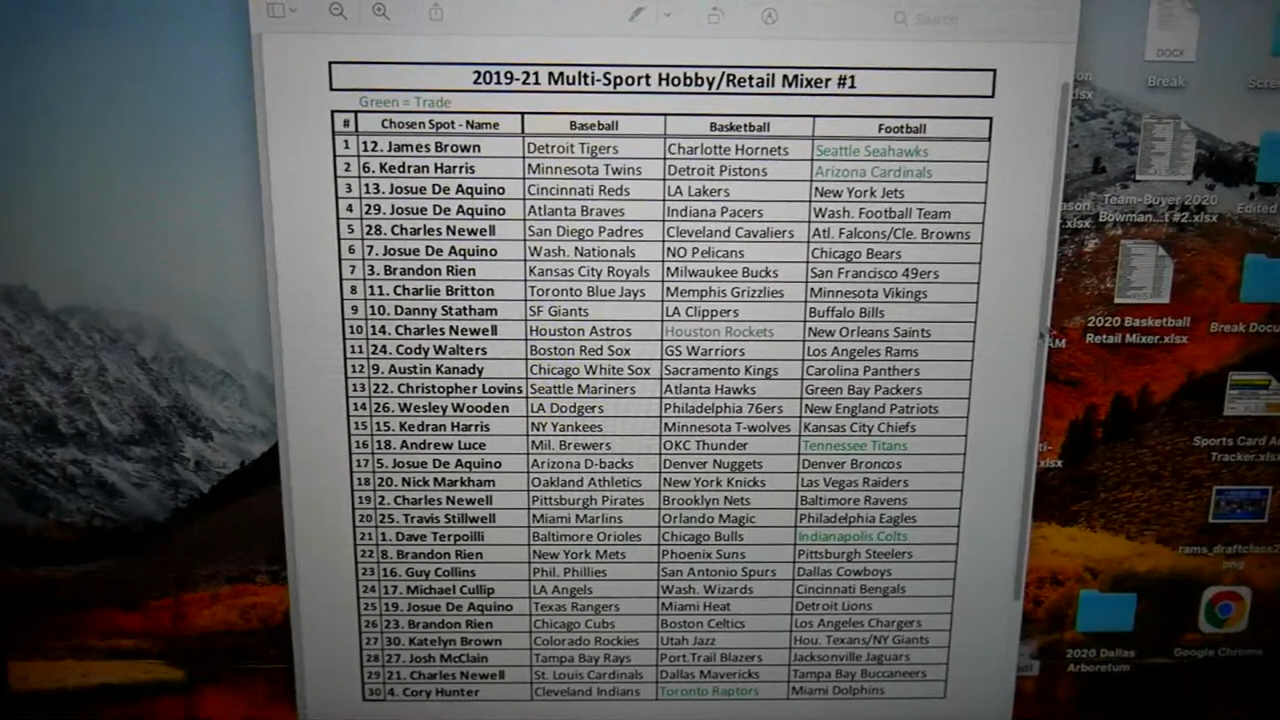 Search
2019-21 Multi-Sport Hobby/Retail Mixer #1
Green = Trade
# Chosen Spot - Name Baseball Basketball Football
1 12. James Brown Detroit Tigers Charlotte Hornets Seattle Seahawks
2 6. Kedran Harris Minnesota Twins Detroit Pistons Arizona Cardinals
3 13. Josue De Aquino Cincinnati Reds LA Lakers New York Jets
4 29. Josue De Aquino Atlanta Braves Indiana Pacers Wash. Football Team
5 28. Charles Newell San Diego Padres Cleveland Cavaliers Atl. Falcons/Cle. Browns
6 7. Josue De Aquino Wash. Nationals NO Pelicans Chicago Bears
7 3. Brandon Rien Kansas City Royals Milwaukee Bucks San Francisco 49ers
8 11. Charlie Britton Toronto Blue Jays Memphis Grizzlies Minnesota Vikings
9 10. Danny Statham SF Giants LA Clippers Buffalo Bills
10 14. Charles Newell Houston Astros Houston Rockets New Orleans Saints
11 24. Cody Walters Boston Red Sox GS Warriors Los Angeles Rams
12 9. Austin Kanady Chicago White Sox Sacramento Kings Carolina Panthers
13 22. Christopher Lovins Seattle Mariners Atlanta Hawks Green Bay Packers
14 26. Wesley Wooden LA Dodgers Philadelphia 76ers New England Patriots
15 15. Kedran Harris NY Yankees Minnesota T-wolves Kansas City Chiefs
16 18. Andrew Luce Mil. Brewers OKC Thunder Tennessee Titans
17 5. Josue De Aquino Arizona D-backs Denver Nuggets Denver Broncos
18 20. Nick Markham Oakland Athletics New York Knicks Las Vegas Raiders
19 2. Charles Newell Pittsburgh Pirates Brooklyn Nets Baltimore Ravens
20 25. Travis Stillwell Miami Marlins Orlando Magic Philadelphia Eagles
21 1. Dave Terpoilli Baltimore Orioles Chicago Bulls Indianapolis Colts
22 8. Brandon Rien New York Mets Phoenix Suns Pittsburgh Steelers
23 16. Guy Collins Phil. Phillies San Antonio Spurs Dallas Cowboys
24 17. Michael Cullip LA Angels Wash. Wizards Cincinnati Bengals
25 19. Josue De Aquino Texas Rangers Miami Heat Detroit Lions
26 23. Brandon Rien Chicago Cubs Boston Celtics Los Angeles Chargers
27 30. Katelyn Brown Colorado Rockies Utah Jazz Hou. Texans/NY Giants
28 27. Josh McClain Tampa Bay Rays Port.Trail Blazers Jacksonville Jaguars
29 21. Charles Newell St. Louis Cardinals Dallas Mavericks Tampa Bay Buccaneers
30 4. Cory Hunter Cleveland Indians Toronto Raptors Miami Dolphins
DOCX
Break
Scre
on
.xlsx
Team-Buyer 2020
Bowman...t #2.xlsx
Edited
ason
.xlsx
2020 Basketball
Retail Mixer.xlsx
Break Docu
AM
Sports Card Ac
Tracker.xlsx
ti-
.xlsx
rams_draftclass2
png
2020 Dallas
Arboretum
Google Chrome